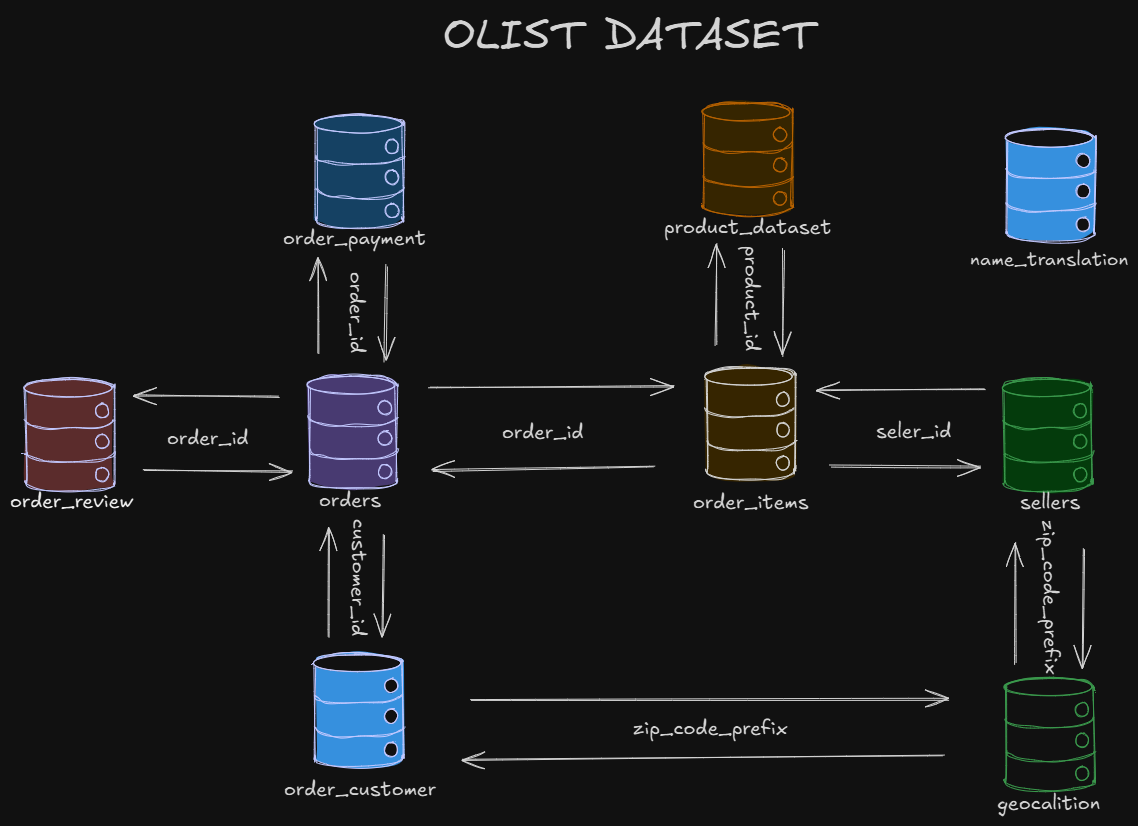 OLIST DATASET
order_payment
product_dataset
name_translation
order_id
product_id
order_id
order_id
seler_id
order_review
orders
order_items
sellers
customer_id
zip_code_prefix
zip_code_prefix
order_customer
geocalition